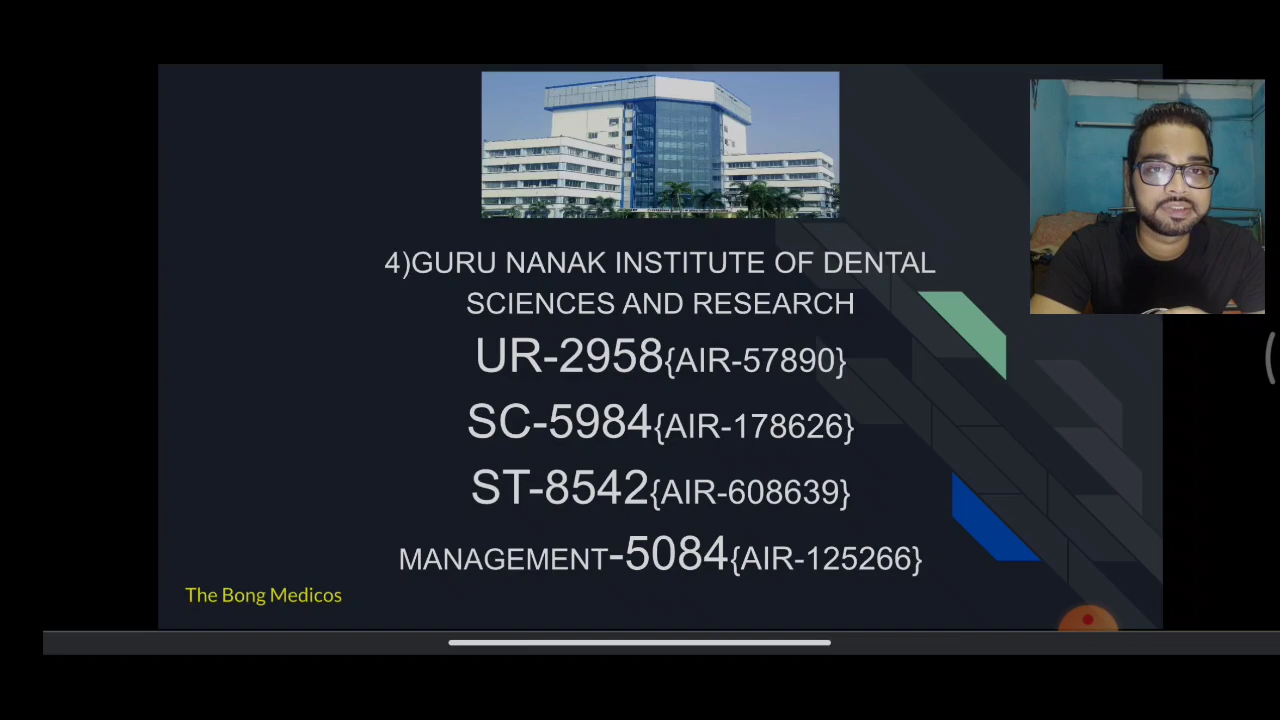 4)GURU NANAK INSTITUTE OF DENTAL
SCIENCES AND RESEARCH
UR-2958{AIR-57890}
SC-5984{AIR-178626}
ST-8542{AIR-608639}
MANAGEMENT-5084{AIR-125266}
The Bong Medicos